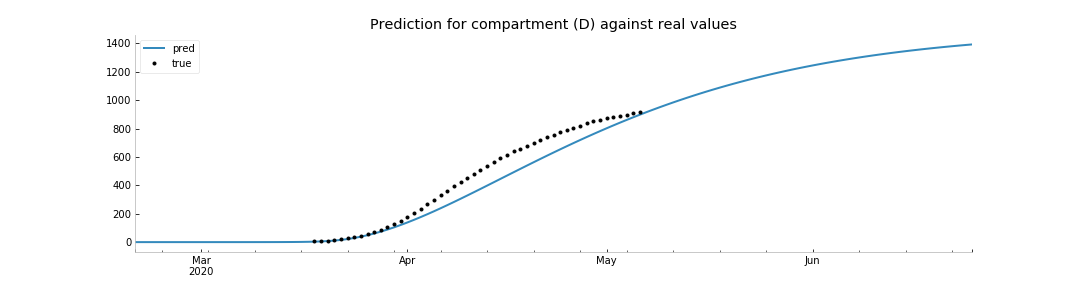 Prediction for compartment (D) against real values
pred
true
1400
1200
1000
800
600
400
200
0
Mar
2020
Apr
May
Jun